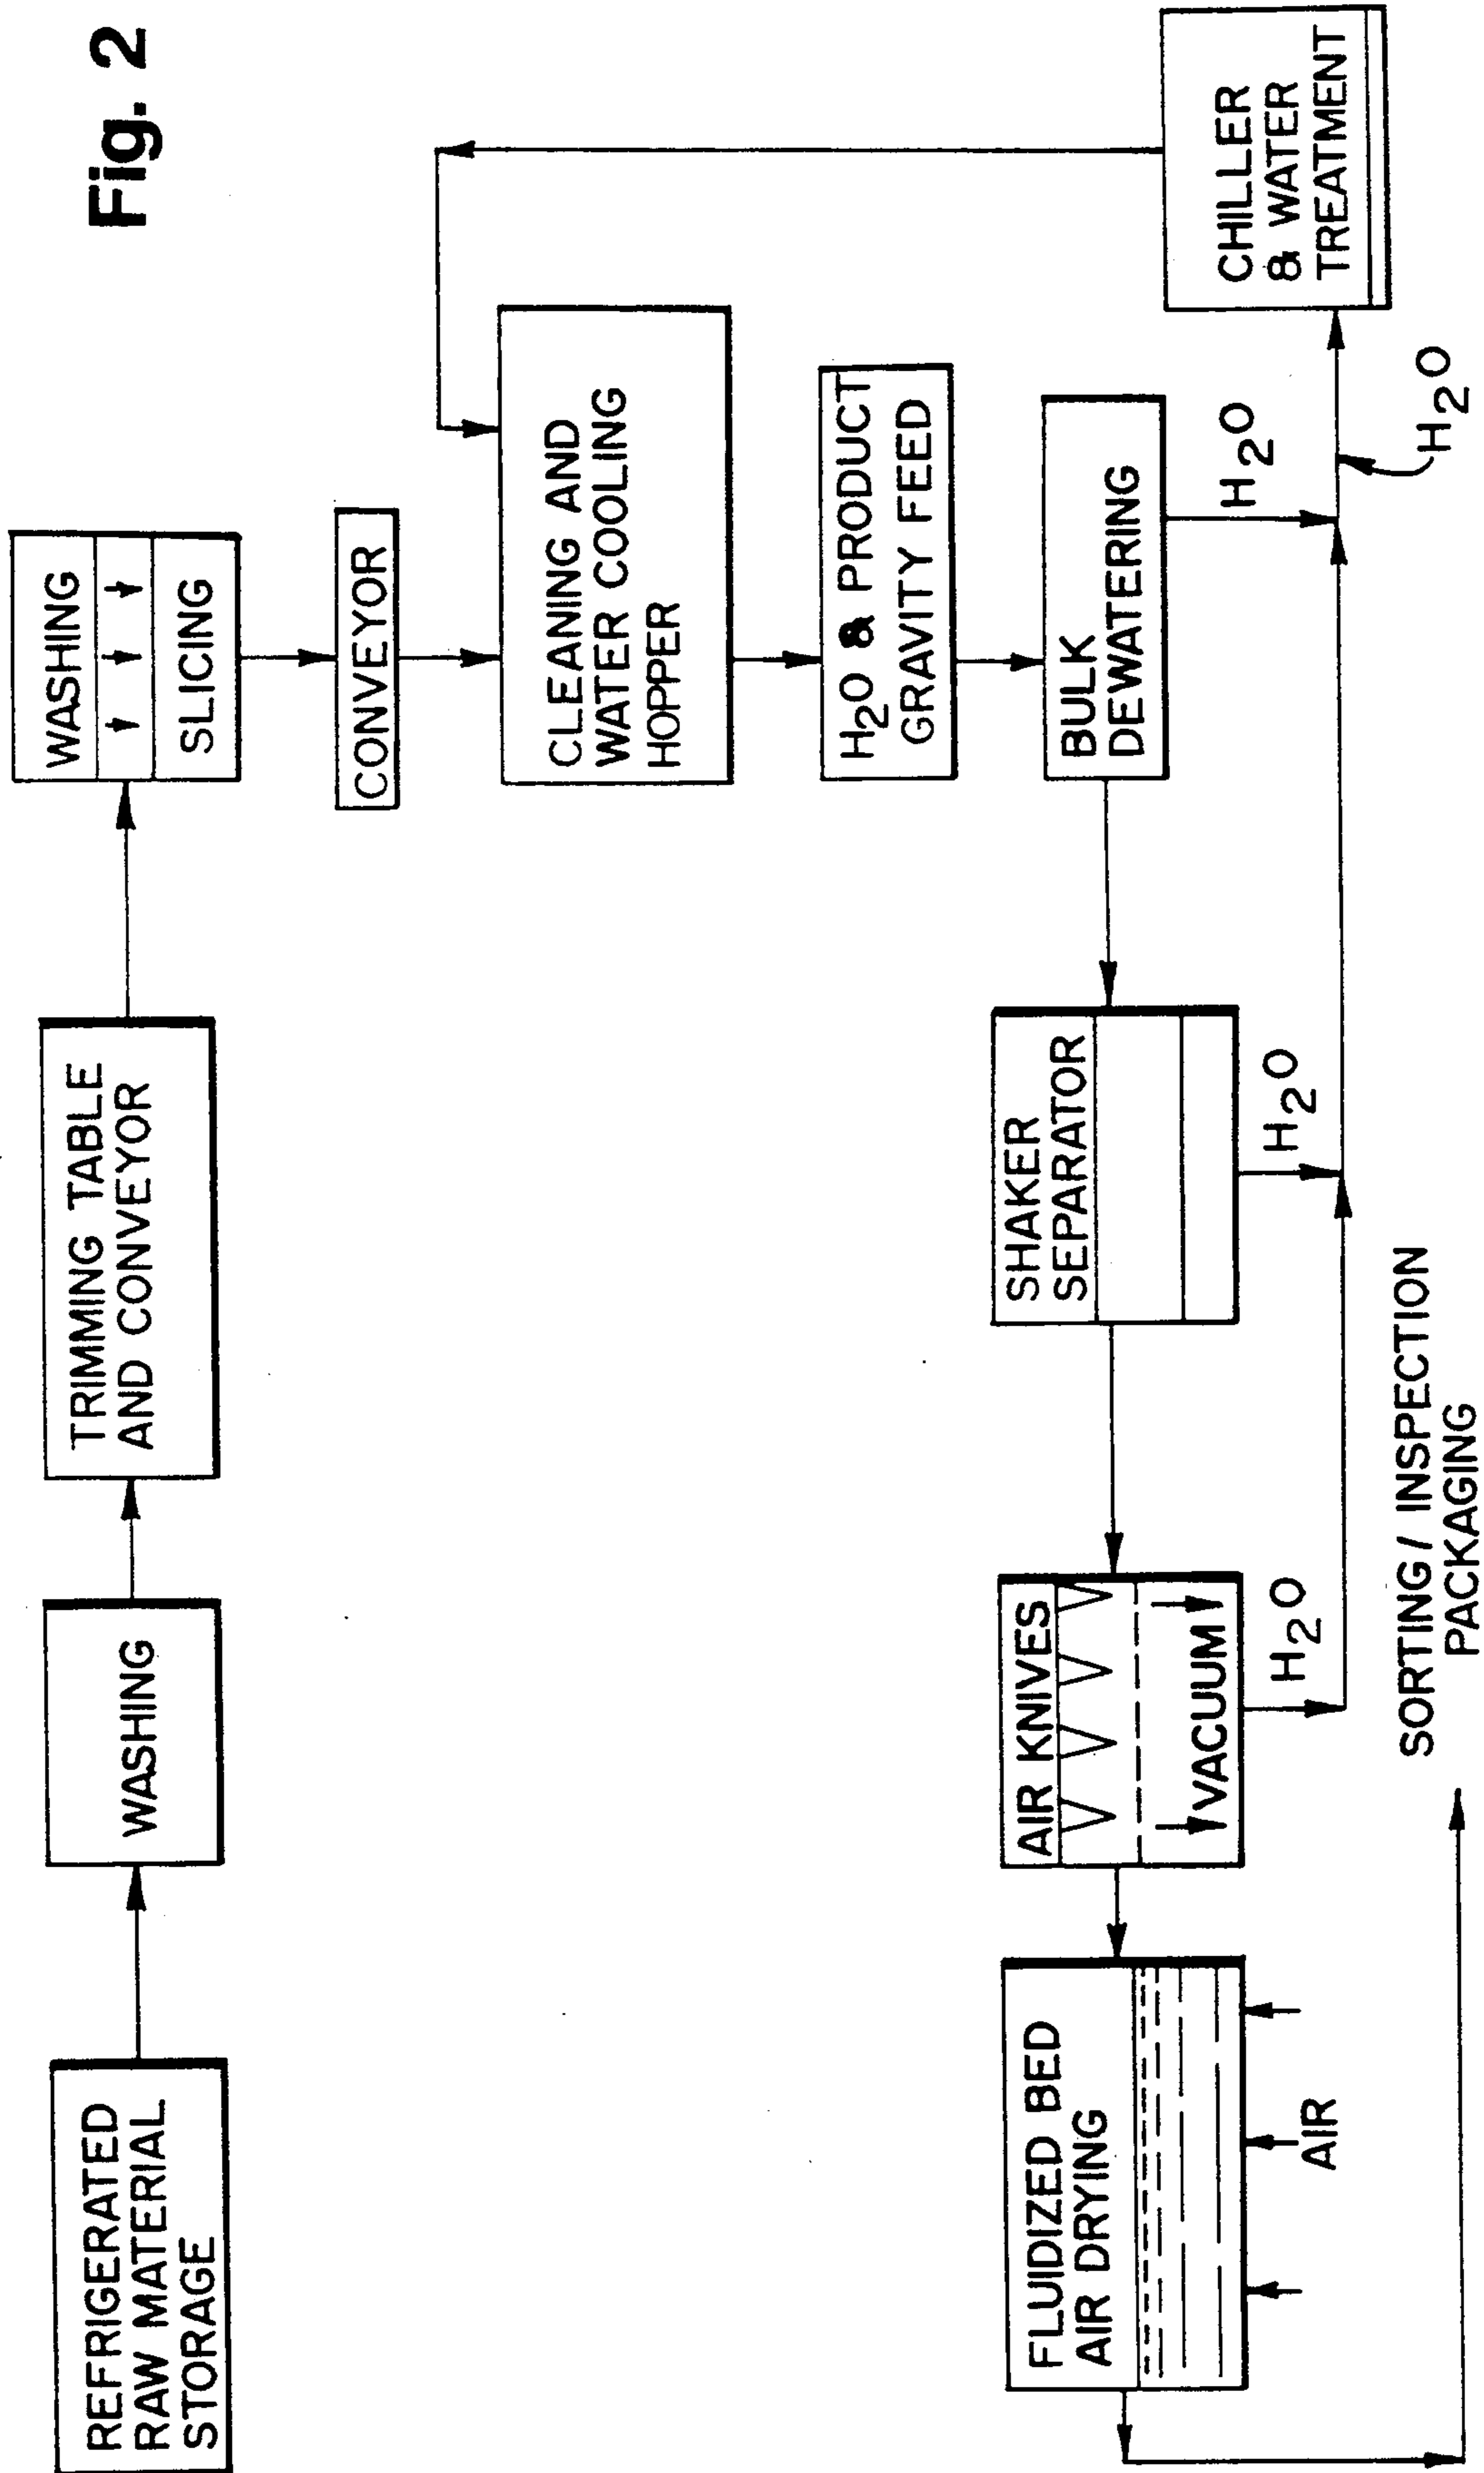 Fig. 2
REFRIGERATED
RAW MATERIAL
STORAGE
WASHING
TRIMMING TABLE
AND CONVEYOR
WASHING
SLICING
CONVEYOR
CLEANING AND
WATER COOLING
HOPPER
H2O & PRODUCT
GRAVITY FEED
BULK
DEWATERING
H2O
CHILLER
& WATER
TREATMENT
H2O
SHAKER
SEPARATOR
H2O
AIR KNIVES
VACUUM
H2O
FLUIDIZED BED
AIR DRYING
AIR
SORTING / INSPECTION
PACKAGING